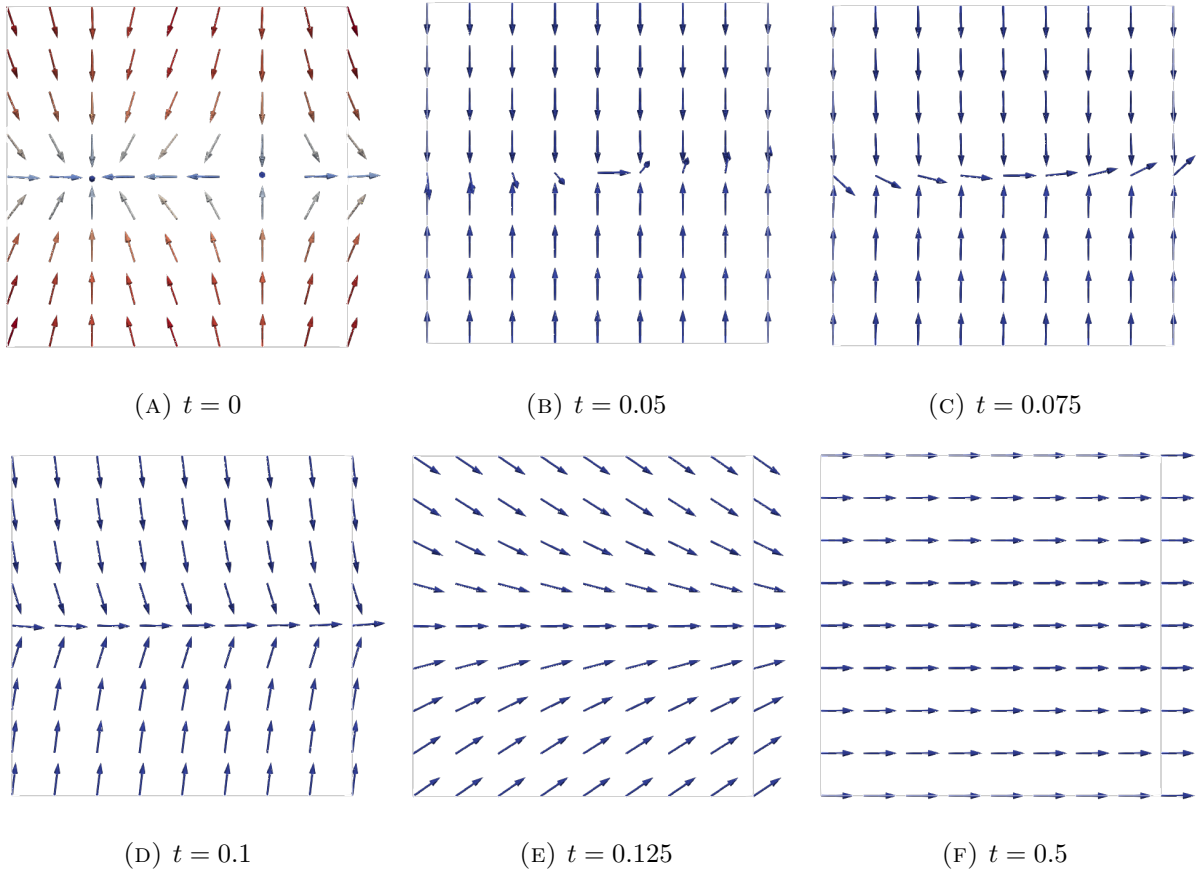 (A) t = 0
(B) t = 0.05
(C) t = 0.075
(D) t = 0.1
(E) t = 0.125
(F) t = 0.5